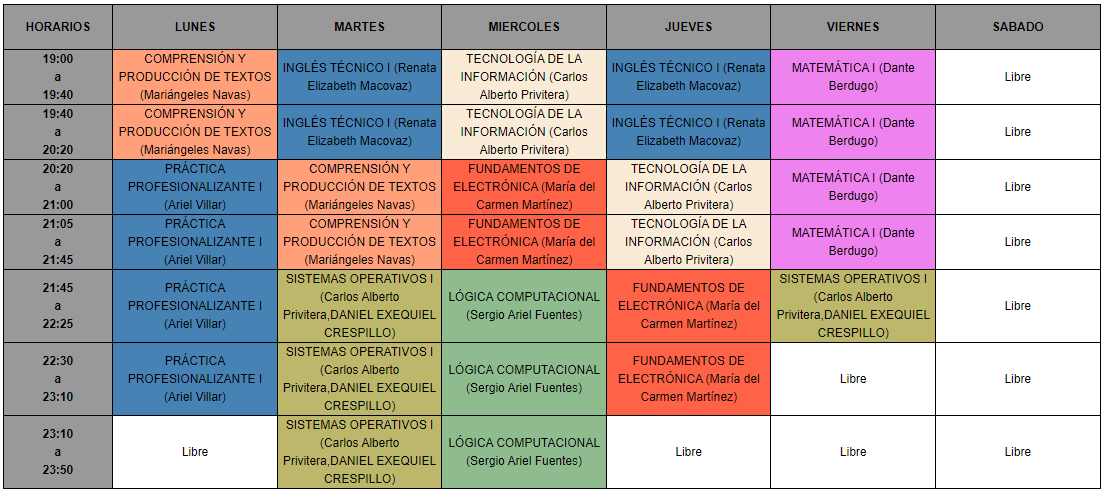 HORARIOS LUNES MARTES MIERCOLES JUEVES VIERNES SABADO
19:00
a
19:40
COMPRENSIÓN Y
PRODUCCIÓN DE TEXTOS
(Mariángeles Navas)
INGLÉS TÉCNICO I (Renata
Elizabeth Macovaz)
TECNOLOGÍA DE LA
INFORMACIÓN (Carlos
Alberto Privitera)
INGLÉS TÉCNICO I (Renata
Elizabeth Macovaz)
MATEMÁTICA I (Dante
Berdugo)
Libre
19:40
a
20:20
COMPRENSIÓN Y
PRODUCCIÓN DE TEXTOS
(Mariángeles Navas)
INGLÉS TÉCNICO I (Renata
Elizabeth Macovaz)
TECNOLOGÍA DE LA
INFORMACIÓN (Carlos
Alberto Privitera)
INGLÉS TÉCNICO I (Renata
Elizabeth Macovaz)
MATEMÁTICA I (Dante
Berdugo)
Libre
20:20
a
21:00
PRÁCTICA
PROFESIONALIZANTE I
(Ariel Villar)
COMPRENSIÓN Y
PRODUCCIÓN DE TEXTOS
(Mariángeles Navas)
FUNDAMENTOS DE
ELECTRÓNICA (María del
Carmen Martínez)
TECNOLOGÍA DE LA
INFORMACIÓN (Carlos
Alberto Privitera)
MATEMÁTICA I (Dante
Berdugo)
Libre
21:05
a
21:45
PRÁCTICA
PROFESIONALIZANTE I
(Ariel Villar)
COMPRENSIÓN Y
PRODUCCIÓN DE TEXTOS
(Mariángeles Navas)
FUNDAMENTOS DE
ELECTRÓNICA (María del
Carmen Martínez)
TECNOLOGÍA DE LA
INFORMACIÓN (Carlos
Alberto Privitera)
MATEMÁTICA I (Dante
Berdugo)
Libre
21:45
a
22:25
PRÁCTICA
PROFESIONALIZANTE I
(Ariel Villar)
SISTEMAS OPERATIVOS I
(Carlos Alberto
Privitera,DANIEL EXEQUIEL
CRESPILLO)
LÓGICA COMPUTACIONAL
(Sergio Ariel Fuentes)
FUNDAMENTOS DE
ELECTRÓNICA (María del
Carmen Martínez)
SISTEMAS OPERATIVOS I
(Carlos Alberto
Privitera,DANIEL EXEQUIEL
CRESPILLO)
Libre
22:30
a
23:10
PRÁCTICA
PROFESIONALIZANTE I
(Ariel Villar)
SISTEMAS OPERATIVOS I
(Carlos Alberto
Privitera,DANIEL EXEQUIEL
CRESPILLO)
LÓGICA COMPUTACIONAL
(Sergio Ariel Fuentes)
FUNDAMENTOS DE
ELECTRÓNICA (María del
Carmen Martínez)
Libre
Libre
23:10
a
23:50
Libre
SISTEMAS OPERATIVOS I
(Carlos Alberto
Privitera,DANIEL EXEQUIEL
CRESPILLO)
LÓGICA COMPUTACIONAL
(Sergio Ariel Fuentes)
Libre
Libre
Libre